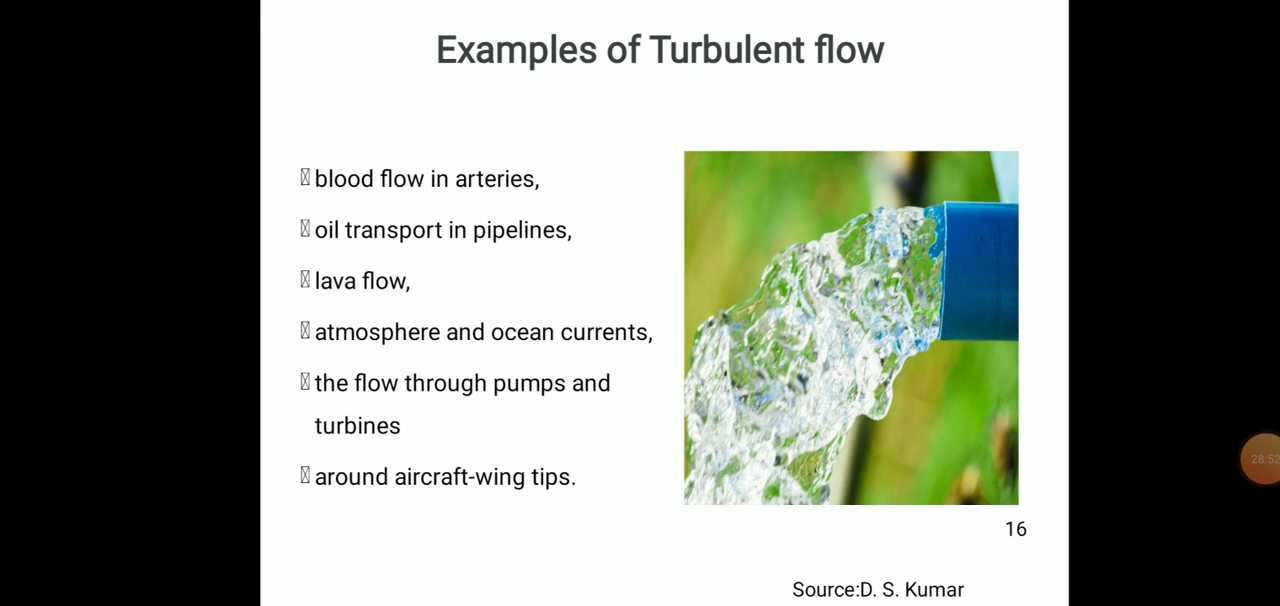 Examples of Turbulent flow
blood flow in arteries,
oil transport in pipelines,
lava flow,
atmosphere and ocean currents,
the flow through pumps and
turbines
around aircraft-wing tips.
16
Source:D. S. Kumar
28:52